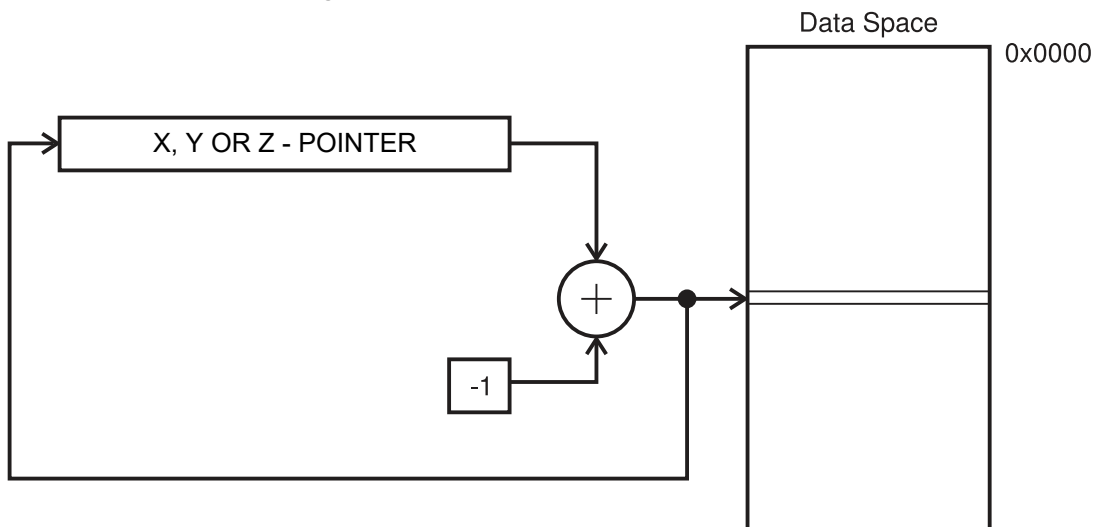 Data Space
0x0000
X, Y OR Z - POINTER
+
-1